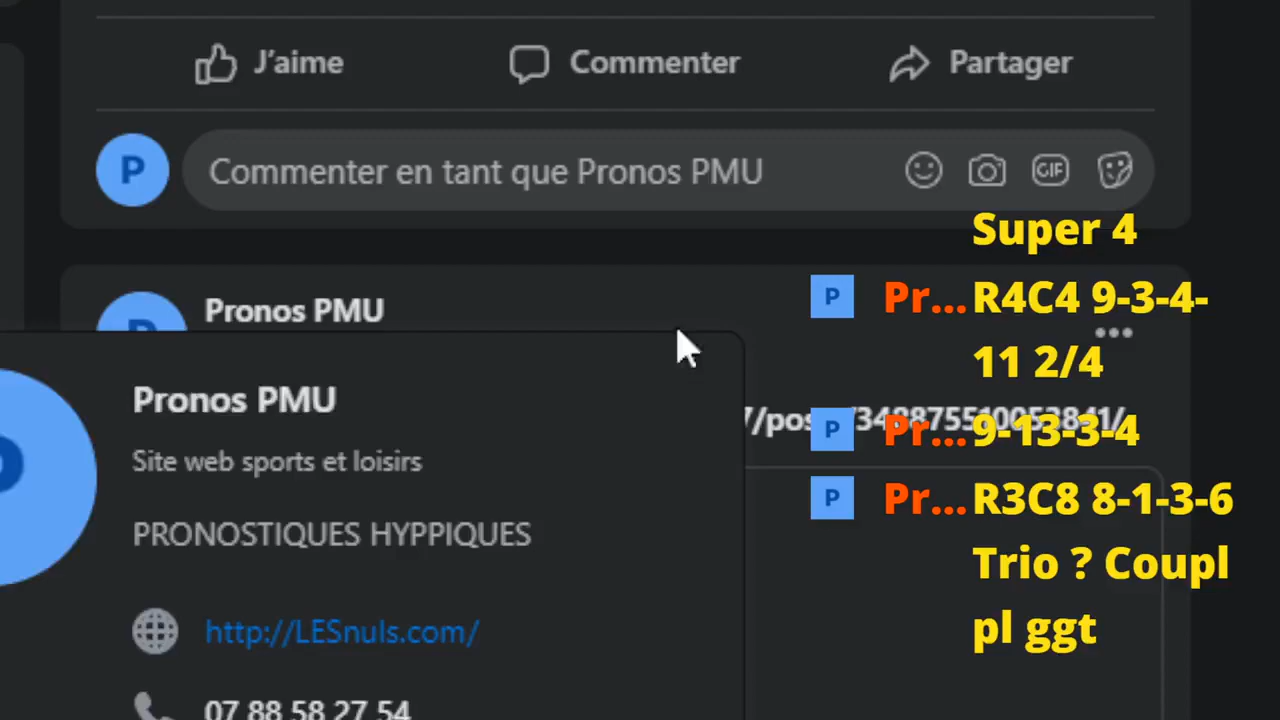 J'aime
Commenter
Partager
P
Commenter en tant que Pronos PMU
GIF
Super 4
P Pr... R4C4 9-3-4-
11 2/4
Pronos PMU
P Pr... 9-13-3-4
P Pr... R3C8 8-1-3-6
Trio ? Coupl
pl ggt
Pronos PMU
Site web sports et loisirs
PRONOSTIQUES HYPPIQUES
http://LESnuls.com/
07 88 58 27 54